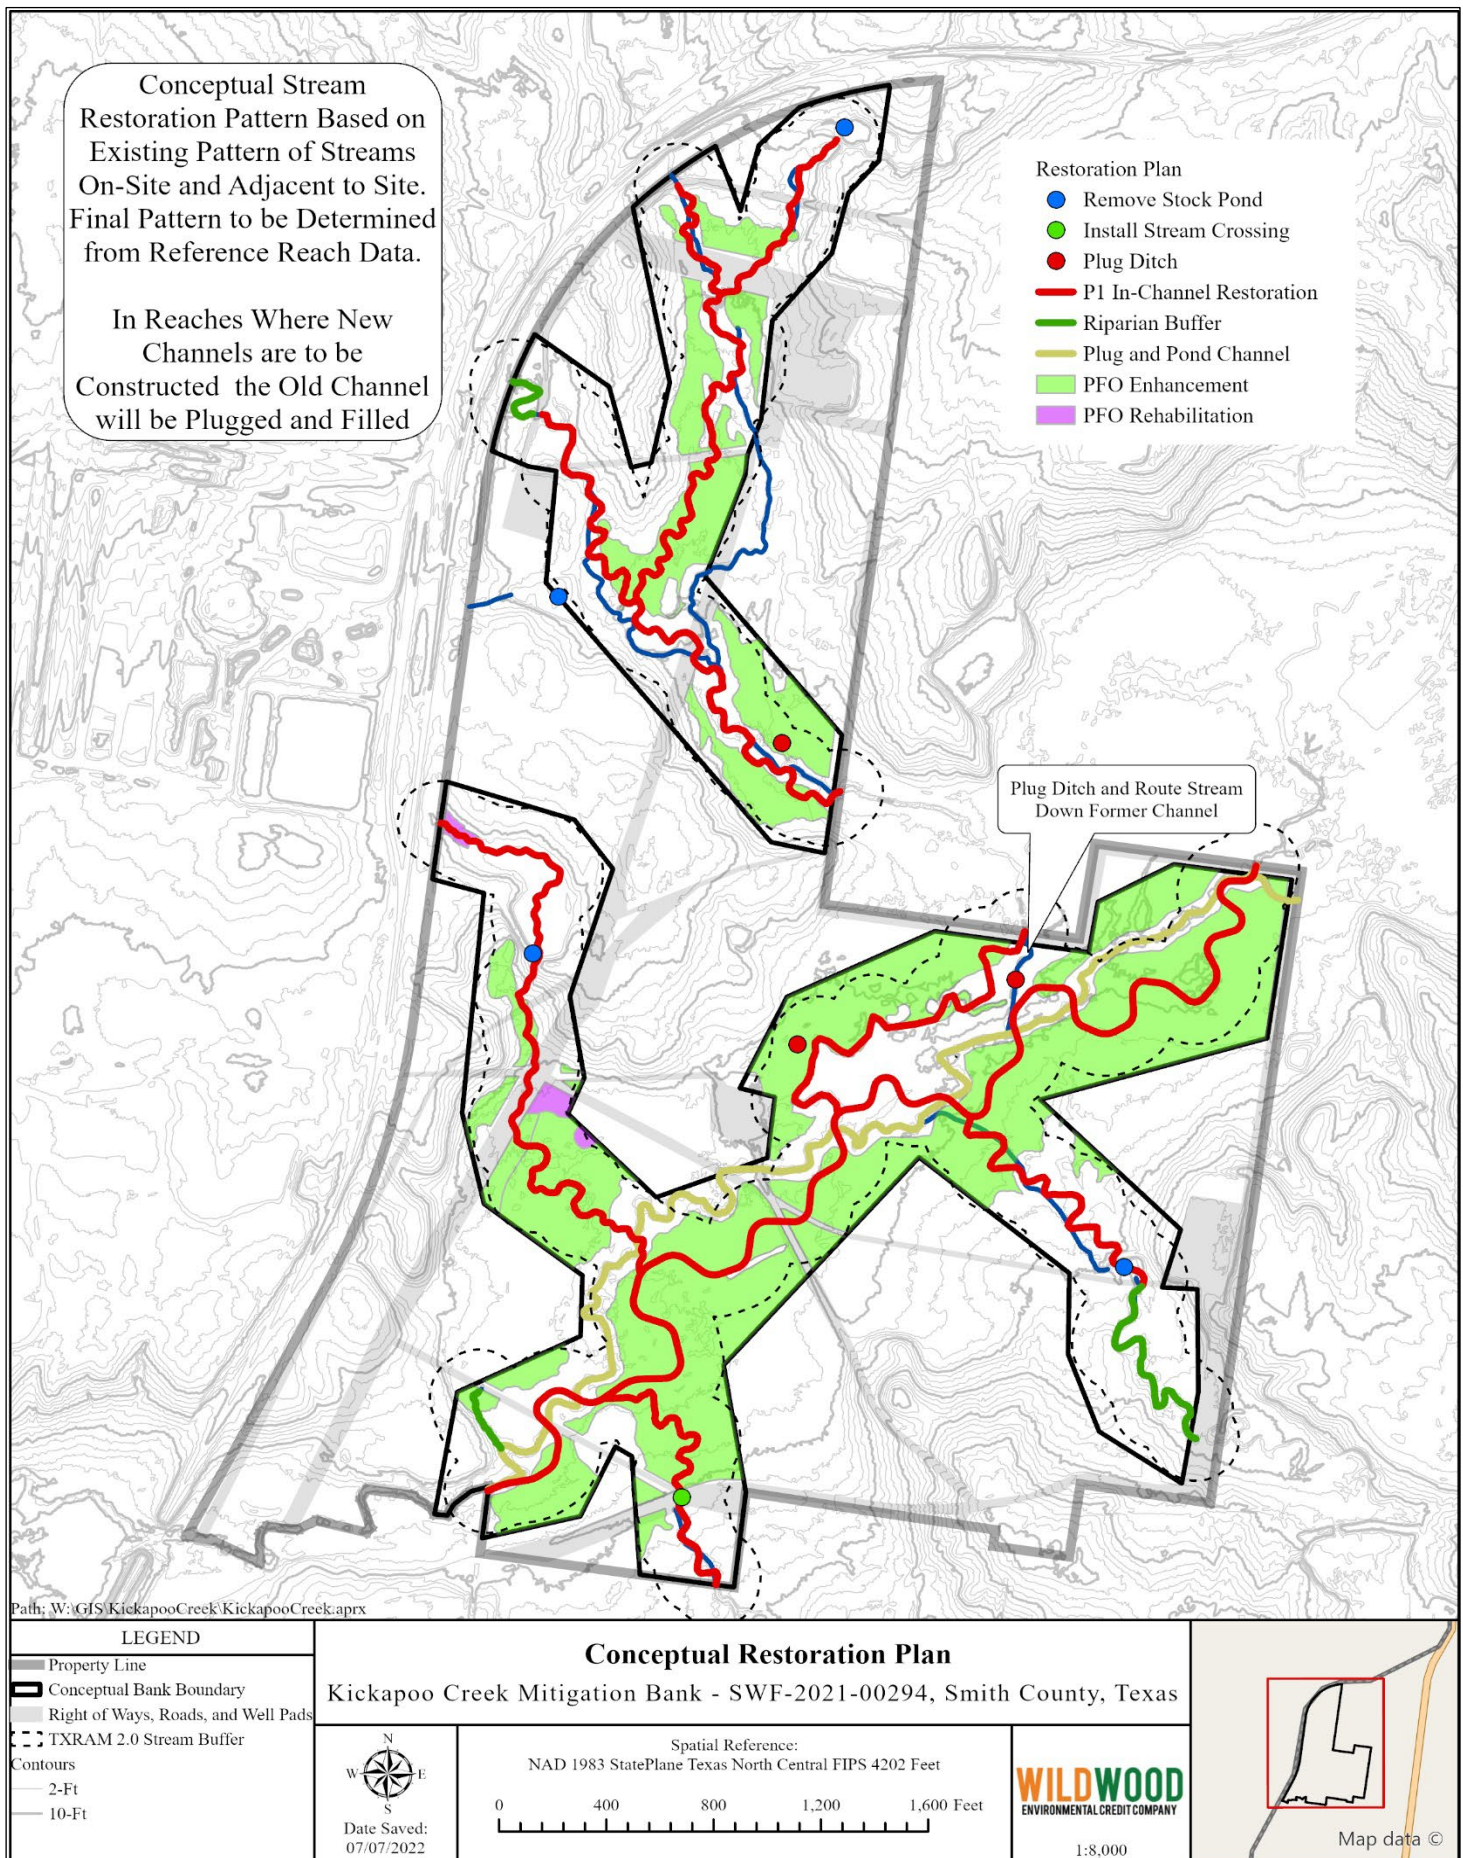 Conceptual Stream
Restoration Pattern Based on
Existing Pattern of Streams
On-Site and Adjacent to Site.
Final Pattern to be Determined
from Reference Reach Data.
In Reaches Where New
Channels are to be
Constructed the Old Channel
will be Plugged and Filled
Restoration Plan
Remove Stock Pond
Install Stream Crossing
Plug Ditch
P1 In-Channel Restoration
Riparian Buffer
Plug and Pond Channel
PFO Enhancement
PFO Rehabilitation
Plug Ditch and Route Stream
Down Former Channel
Path: W:\GIS\KickapooCreek\KickapooCreek.aprx
LEGEND
Property Line
Conceptual Bank Boundary
Right of Ways, Roads, and Well Pads
TXRAM 2.0 Stream Buffer
Contours
2-Ft
10-Ft
Conceptual Restoration Plan
Kickapoo Creek Mitigation Bank - SWF-2021-00294, Smith County, Texas
N
W E
S
Date Saved:
07/07/2022
Spatial Reference:
NAD 1983 StatePlane Texas North Central FIPS 4202 Feet
0 400 800 1,200 1,600 Feet
WILDWOOD
ENVIRONMENTAL CREDIT COMPANY
1:8,000
Map data ©